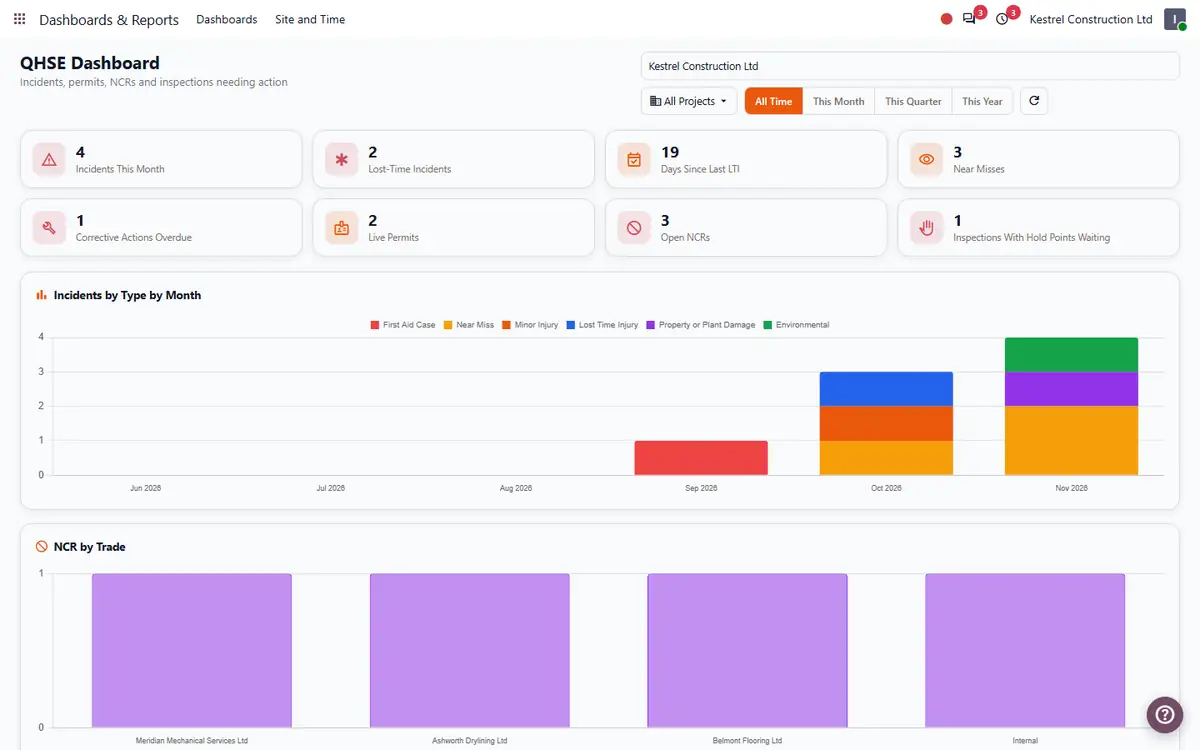 Dashboards & Reports Dashboards Site and Time 3 3 Kestrel Construction Ltd I
QHSE Dashboard
Incidents, permits, NCRs and inspections needing action
Kestrel Construction Ltd
All Projects All Time This Month This Quarter This Year
4
Incidents This Month
2
Lost-Time Incidents
19
Days Since Last LTI
3
Near Misses
1
Corrective Actions Overdue
2
Live Permits
3
Open NCRs
1
Inspections With Hold Points Waiting
Incidents by Type by Month
First Aid Case Near Miss Minor Injury Lost Time Injury Property or Plant Damage Environmental
4
3
2
1
0
Jun 2026 Jul 2026 Aug 2026 Sep 2026 Oct 2026 Nov 2026
NCR by Trade
1
0
Meridian Mechanical Services Ltd Ashworth Drylining Ltd Belmont Flooring Ltd Internal